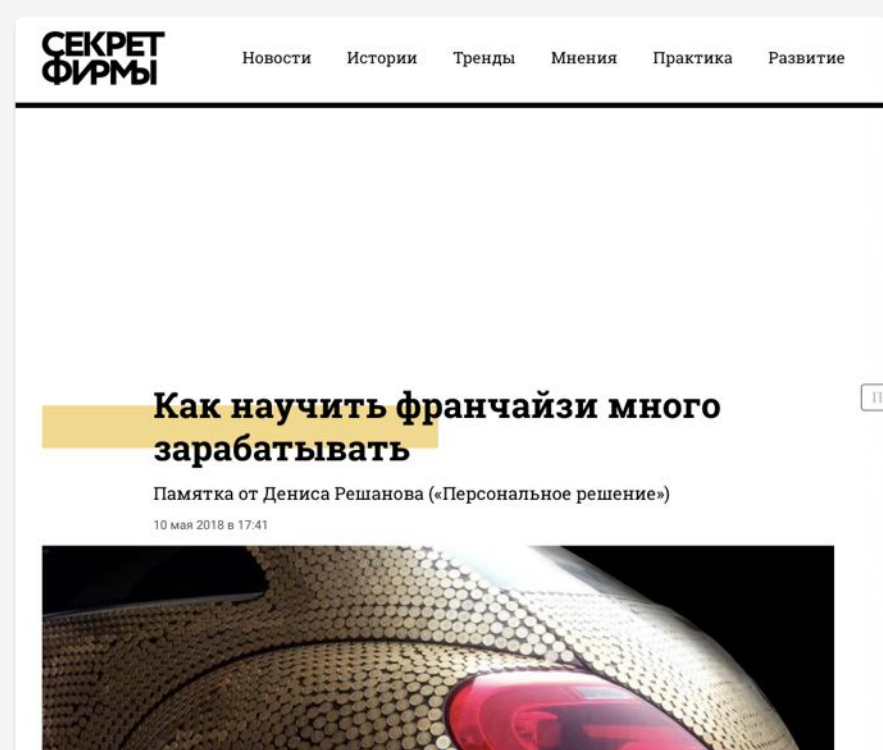 СЕКРЕТ
ФИРМЫ
Новости Истории Тренды Мнения Практика Развитие
Как научить франчайзи много
зарабатывать
Памятка от Дениса Решанова («Персональное решение»)
10 мая 2018 в 17:41